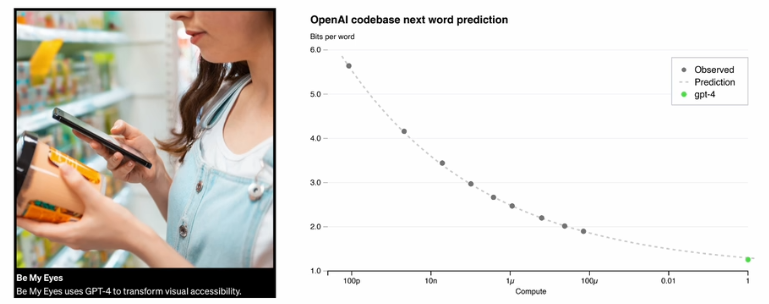 Be My Eyes
Be My Eyes uses GPT-4 to transform visual accessibility.
OpenAI codebase next word prediction
Bits per word
6.0
5.0
4.0
3.0
2.0
1.0
Observed
Prediction
gpt-4
100p
10n
1µ
100µ
0.01
1
Compute